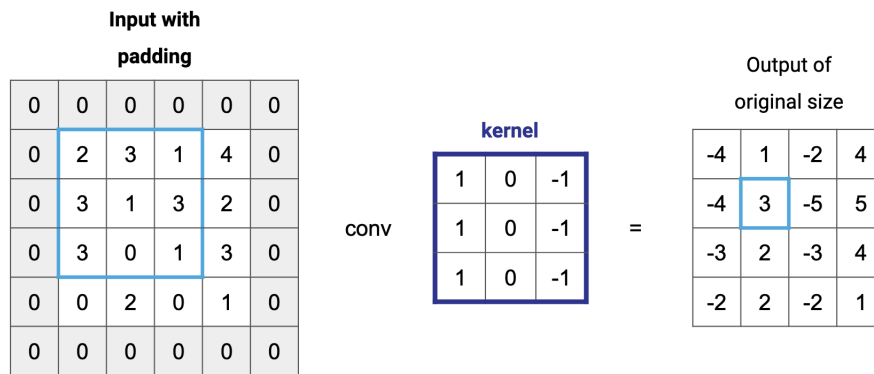 Input with
padding
0 0 0 0 0 0
0 2 3 1 4 0
0 3 1 3 2 0
0 3 0 1 3 0
0 0 2 0 1 0
0 0 0 0 0 0
conv
kernel
1 0 -1
1 0 -1
1 0 -1
=
Output of
original size
-4 1 -2 4
-4 3 -5 5
-3 2 -3 4
-2 2 -2 1